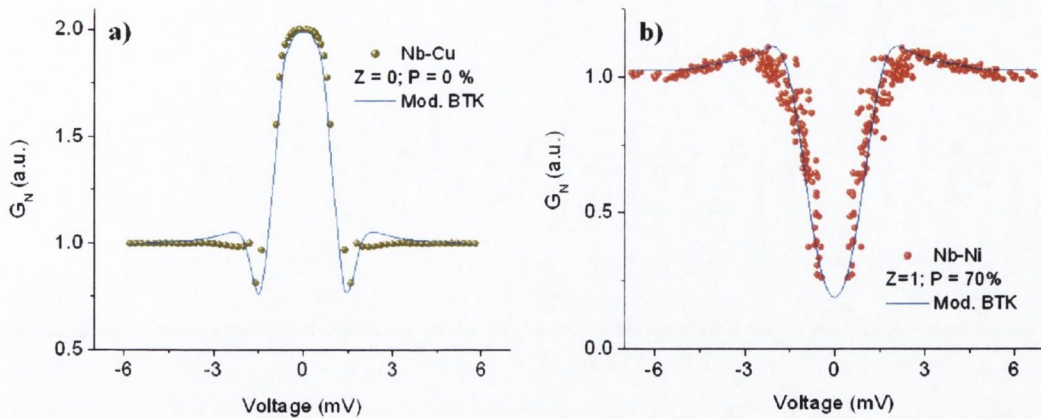 a)
Nb-Cu
Z = 0; P = 0 %
Mod. BTK
2.0
1.5
1.0
0.5
G_N (a.u.)
-6
-3
0
3
6
Voltage (mV)
b)
Nb-Ni
Z=1; P = 70%
Mod. BTK
1.0
0.5
0.0
G_N (a.u.)
-6
-3
0
3
6
Voltage (mV)